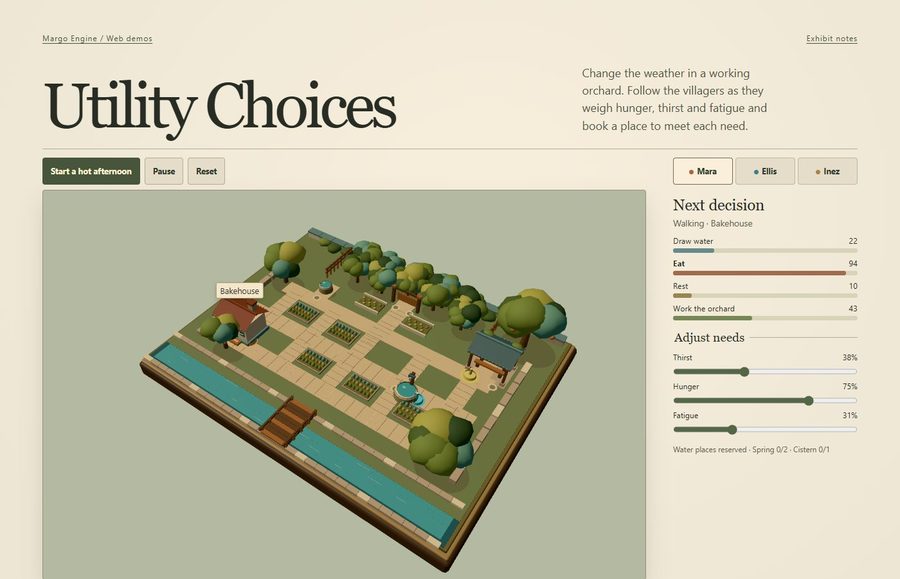 Margo Engine / Web demos
Exhibit notes
Utility Choices
Change the weather in a working
orchard. Follow the villagers as they
weigh hunger, thirst and fatigue and
book a place to meet each need.
Start a hot afternoon
Pause
Reset
Mara
Ellis
Inez
Bakehouse
Next decision
Walking · Bakehouse
Draw water 22
Eat 94
Rest 10
Work the orchard 43
Adjust needs
Thirst 38%
Hunger 75%
Fatigue 31%
Water places reserved · Spring 0/2 · Cistern 0/1